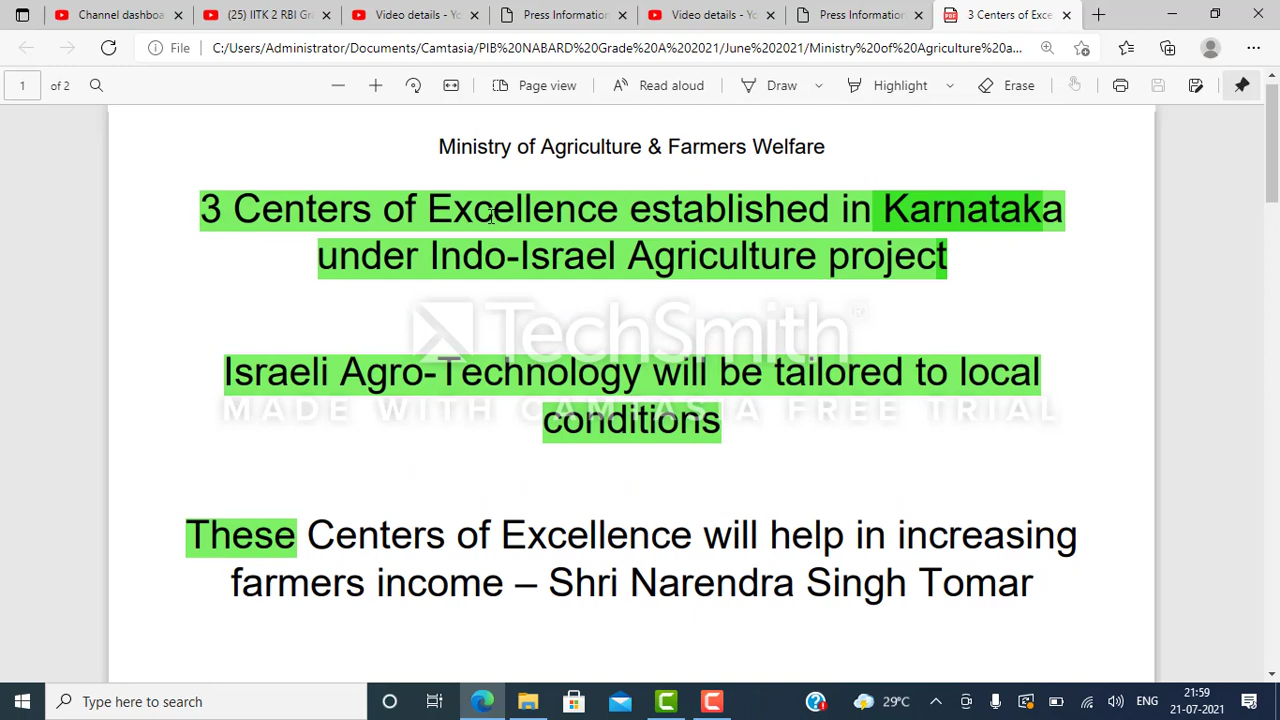 Channel dashboa
(25) IITK 2 RBI Gr
Video details - Yo
Press Information
Video details - Yo
Press Information
3 Centers of Exce
File
C:/Users/Administrator/Documents/Camtasia/PIB%20NABARD%20Grade%20A%202021/June%202021/Ministry%20of%20Agriculture%20a...
1 of 2
Page view
Read aloud
Draw
Highlight
Erase
Ministry of Agriculture & Farmers Welfare
3 Centers of Excellence established in Karnataka
under Indo-Israel Agriculture project
TechSmith®
Israeli Agro-Technology will be tailored to local
MADE WITH CAMTASIA FREE TRIAL
conditions
These Centers of Excellence will help in increasing
farmers income – Shri Narendra Singh Tomar
Type here to search
29°C
ENG
21:59
21-07-2021